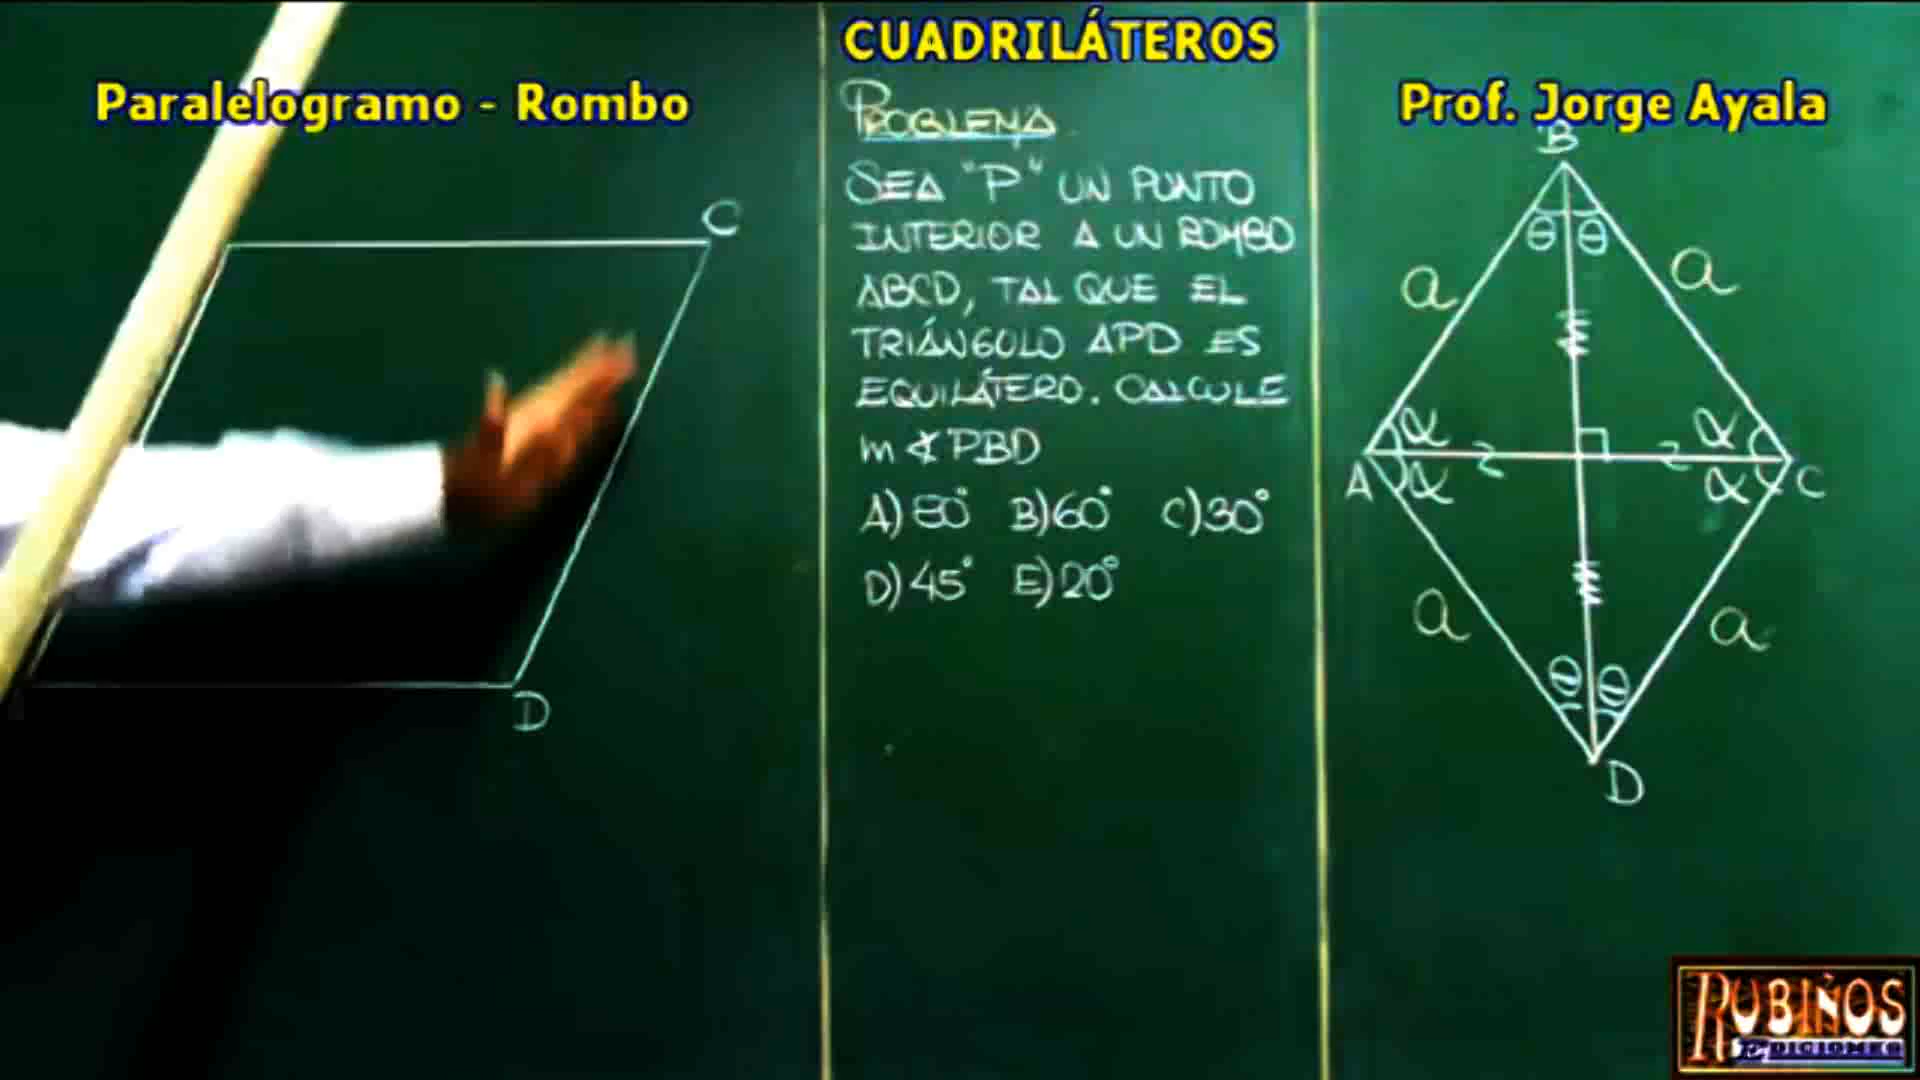 CUADRILÁTEROS
Paralelogramo - Rombo
Prof. Jorge Ayala
PROBLEMA
SEA "P" UN PUNTO
INTERIOR A UN ROMBO
ABCD, TAL QUE EL
TRIÁNGULO APD ES
EQUILÁTERO. CALCULE
m∢PBD
A) 80° B) 60° C) 30°
D) 45° E) 20°
C
D
B
θ θ
a a
α α
A C
α α
a a
θ θ
D
RUBIÑOS
EDICIONES